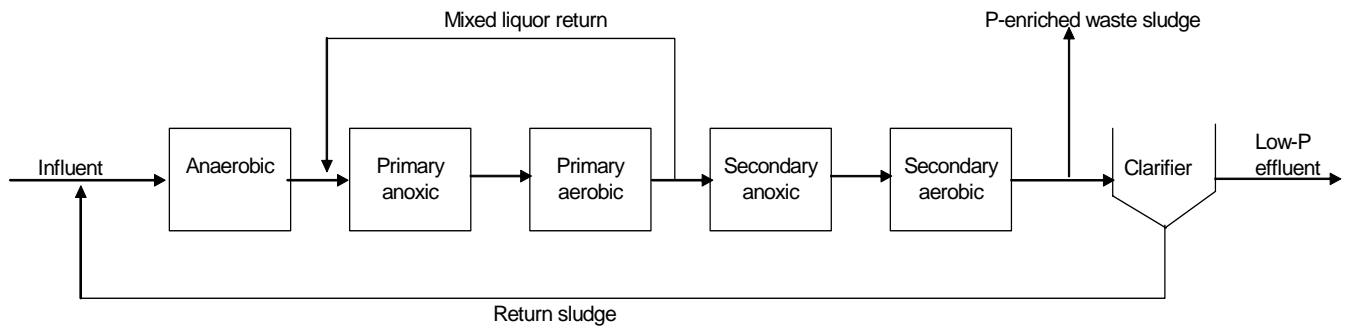 Mixed liquor return
P-enriched waste sludge
Influent
Anaerobic
Primary
anoxic
Primary
aerobic
Secondary
anoxic
Secondary
aerobic
Clarifier
Low-P
effluent
Return sludge